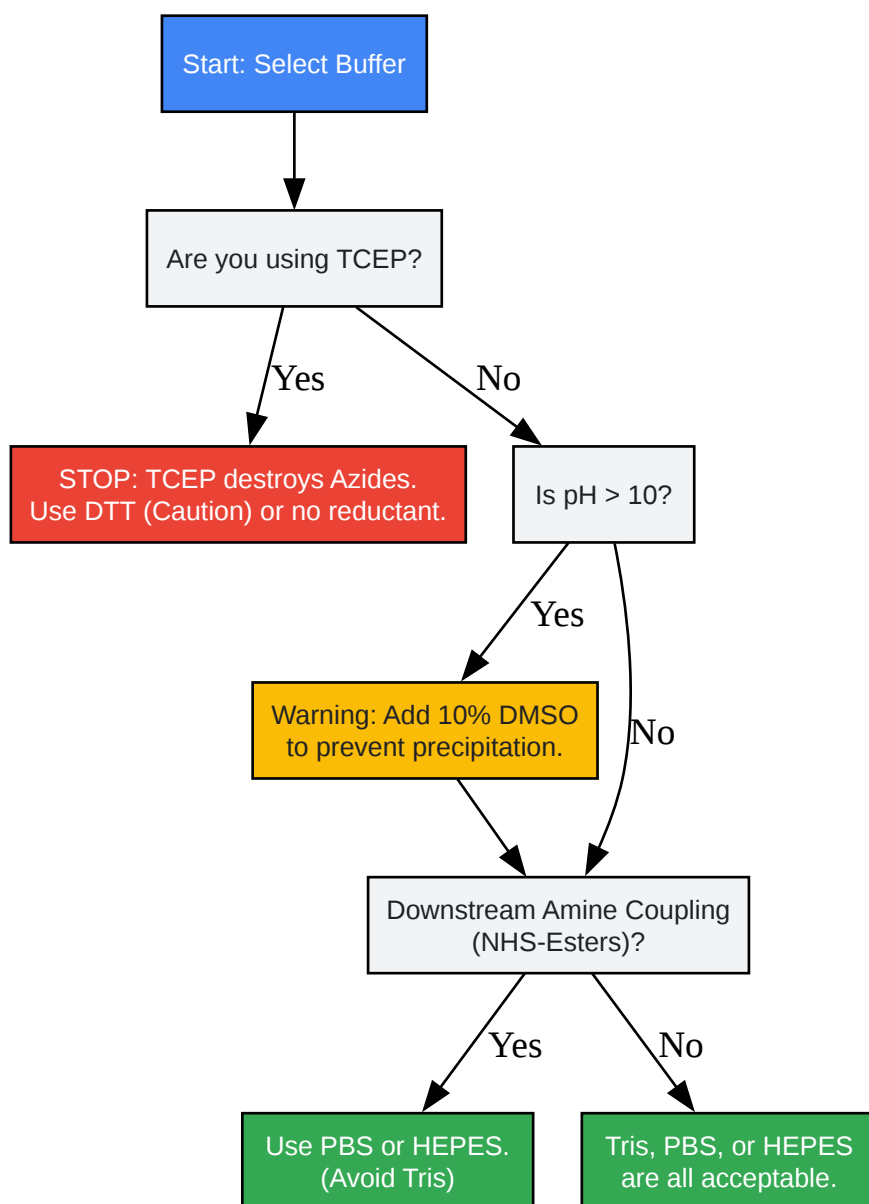 Start: Select Buffer
Are you using TCEP?
Yes
No
STOP: TCEP destroys Azides.
Use DTT (Caution) or no reductant.
Is pH > 10?
Yes
No
Warning: Add 10% DMSO
to prevent precipitation.
Downstream Amine Coupling
(NHS-Esters)?
Yes
No
Use PBS or HEPES.
(Avoid Tris)
Tris, PBS, or HEPES
are all acceptable.